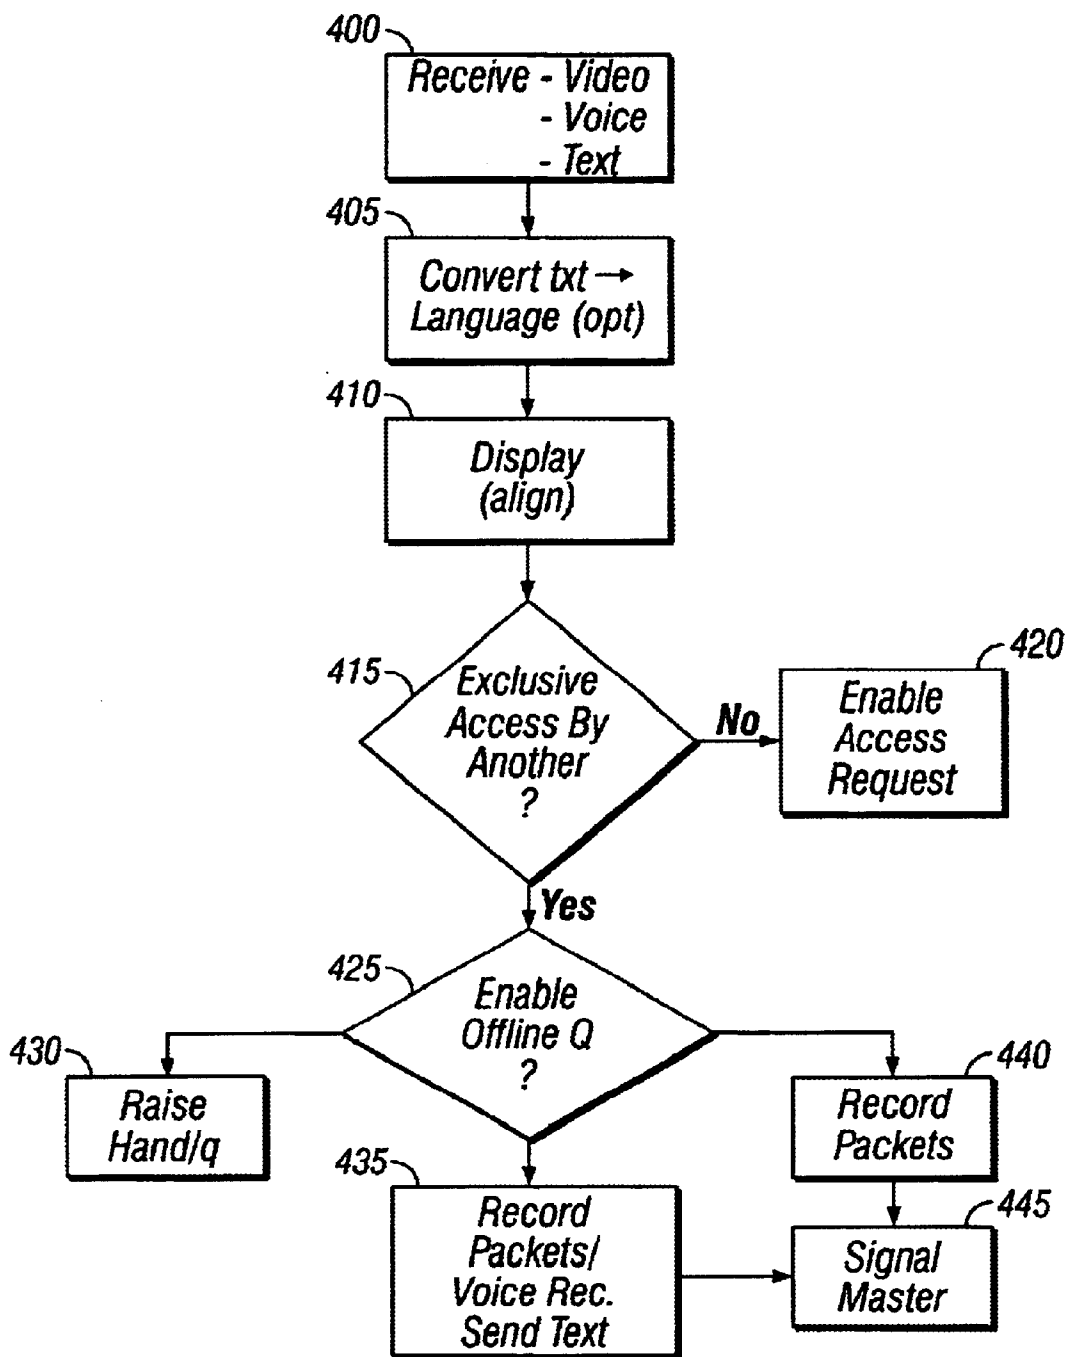 400
Receive - Video
- Voice
- Text
405
Convert txt →
Language (opt)
410
Display
(align)
415
Exclusive
Access By
Another
?
No
420
Enable
Access
Request
Yes
425
Enable
Offline Q
?
430
Raise
Hand/q
435
Record
Packets/
Voice Rec.
Send Text
440
Record
Packets
445
Signal
Master